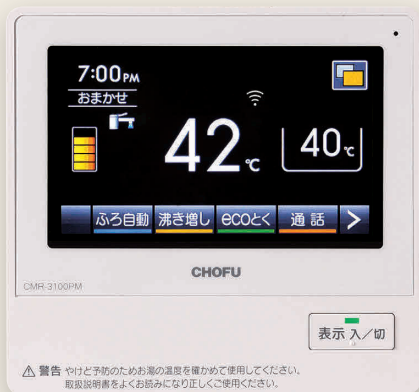 7:00PM
おまかせ
42℃
40℃
ふろ自動 沸き増し ecoとく 通話 >
CHOFU
CMR-3100PM
表示 入／切
⚠ 警告 やけど予防のためお湯の温度を確かめて使用してください。
取扱説明書をよくお読みになり正しくご使用ください。